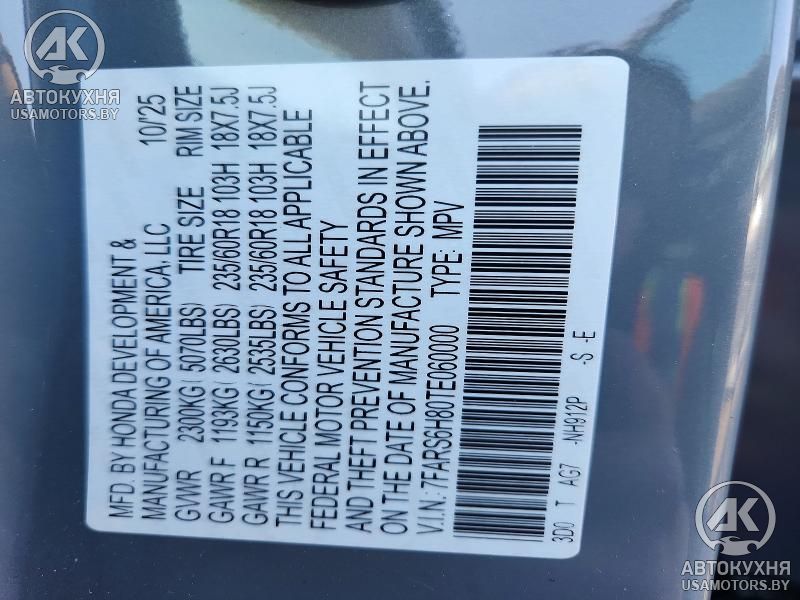 MFD. BY HONDA DEVELOPMENT &
MANUFACTURING OF AMERICA, LLC 10/25
GVWR 2300KG( 5070LBS) TIRE SIZE RIM SIZE
GAWR F 1193KG( 2630LBS) 235/60R18 103H 18X7.5J
GAWR R 1150KG( 2535LBS) 235/60R18 103H 18X7.5J
THIS VEHICLE CONFORMS TO ALL APPLICABLE
FEDERAL MOTOR VEHICLE SAFETY
AND THEFT PREVENTION STANDARDS IN EFFECT
ON THE DATE OF MANUFACTURE SHOWN ABOVE.
V.I.N.: 7FARS6H80TE060000 TYPE: MPV
3D0 T AG7 -NH912P -S -E
АК
АВТОКУХНЯ
USAMOTORS.BY
АК
АВТОКУХНЯ
USAMOTORS.BY